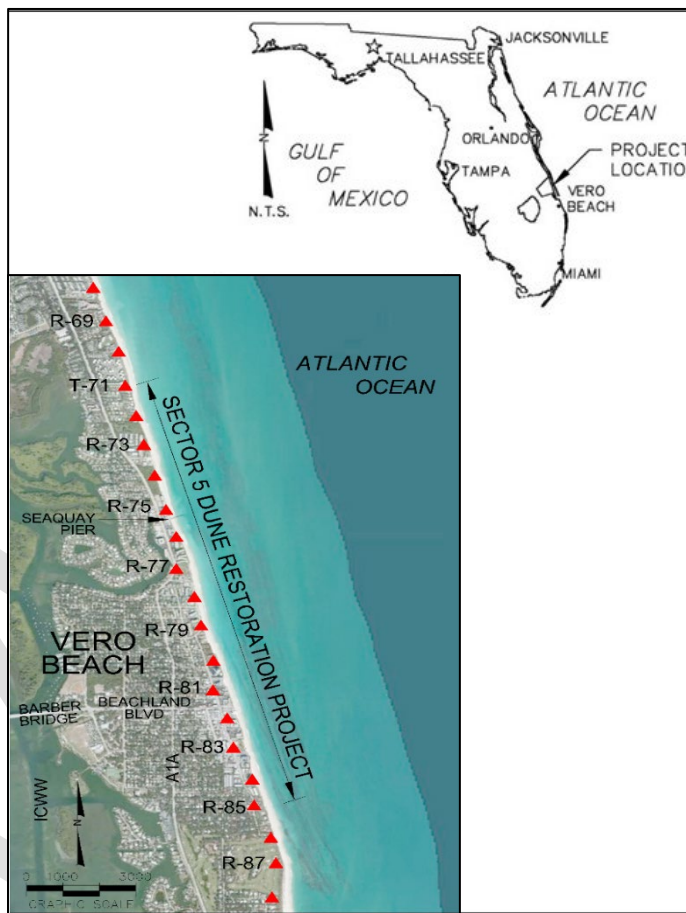 JACKSONVILLE
TALLAHASSEE
ATLANTIC
OCEAN
ORLANDO
PROJECT
LOCATION
GULF
OF
MEXICO
TAMPA
VERO
BEACH
N
N.T.S.
MIAMI
R-69
ATLANTIC
OCEAN
T-71
SECTOR 5 DUNE RESTORATION PROJECT
R-73
R-75
SEAQUAY
PIER
R-77
R-79
VERO
BEACH
R-81
BEACHLAND
BLVD
BARBER
BRIDGE
R-83
A1A
R-85
ICWW
N
R-87
0 1000 3000
GRAPHIC SCALE